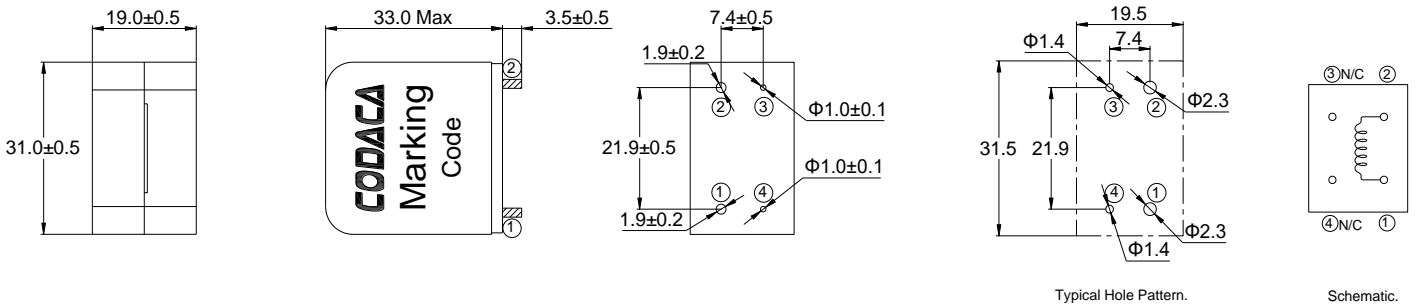 19.0±0.5
31.0±0.5
33.0 Max
3.5±0.5
CODACA
Marking
Code
②
①
7.4±0.5
1.9±0.2
②
③
Φ1.0±0.1
21.9±0.5
Φ1.0±0.1
①
④
1.9±0.2
19.5
7.4
Φ1.4
③
②
Φ2.3
31.5
21.9
④
①
Φ2.3
Φ1.4
Typical Hole Pattern.
③N/C ②
④N/C ①
Schematic.